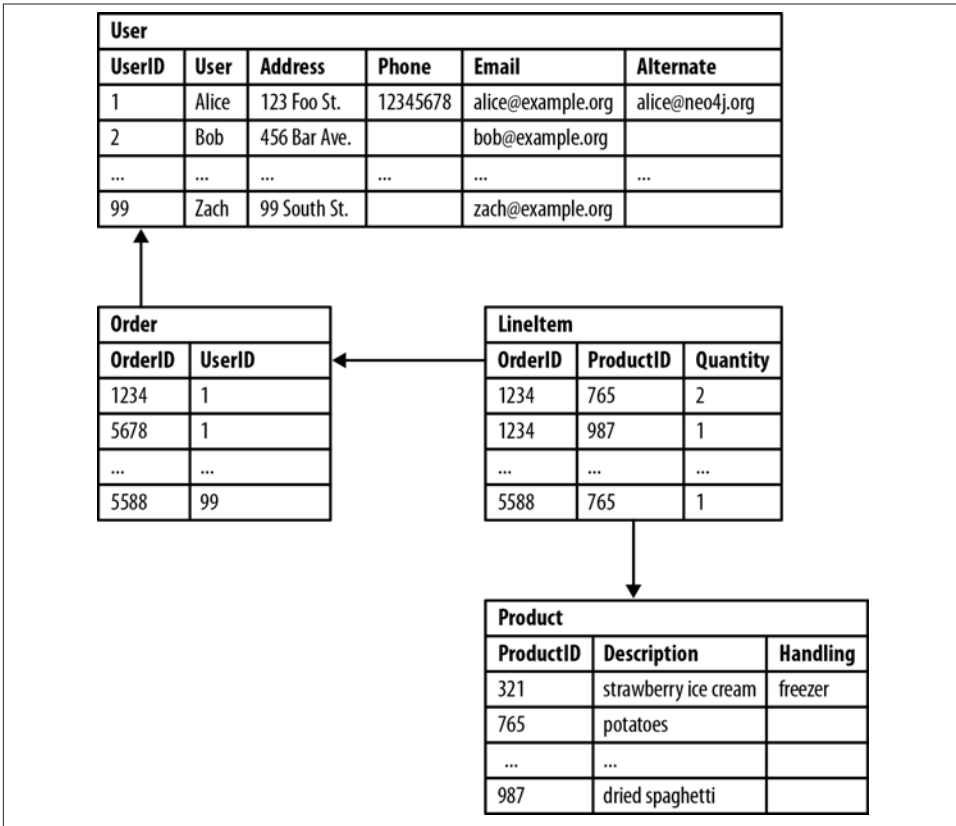 User
UserID User Address Phone Email Alternate
1 Alice 123 Foo St. 12345678 alice@example.org alice@neo4j.org
2 Bob 456 Bar Ave. bob@example.org
... ... ... ... ... ...
99 Zach 99 South St. zach@example.org
Order
OrderID UserID
1234 1
5678 1
... ...
5588 99
LineItem
OrderID ProductID Quantity
1234 765 2
1234 987 1
... ... ...
5588 765 1
Product
ProductID Description Handling
321 strawberry ice cream freezer
765 potatoes
... ...
987 dried spaghetti